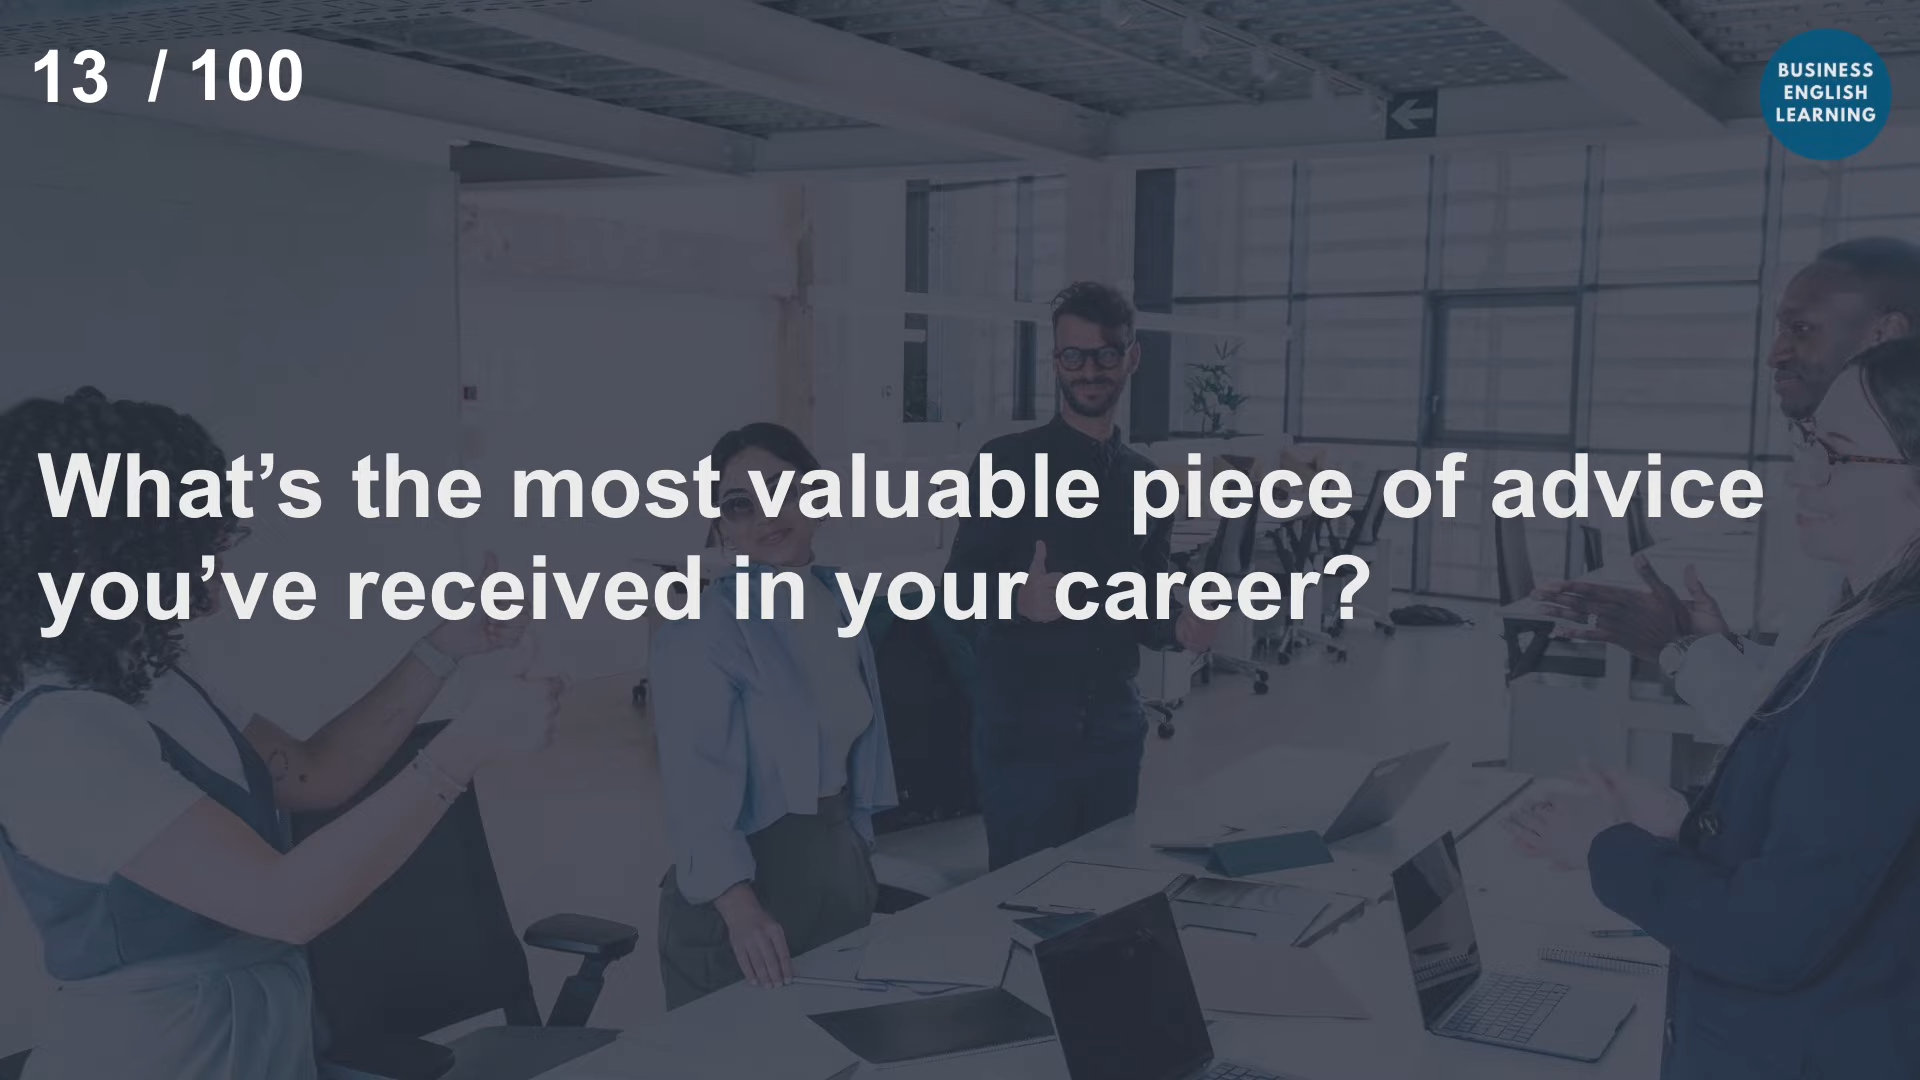 13 / 100
BUSINESS
ENGLISH
LEARNING
What’s the most valuable piece of advice
you’ve received in your career?